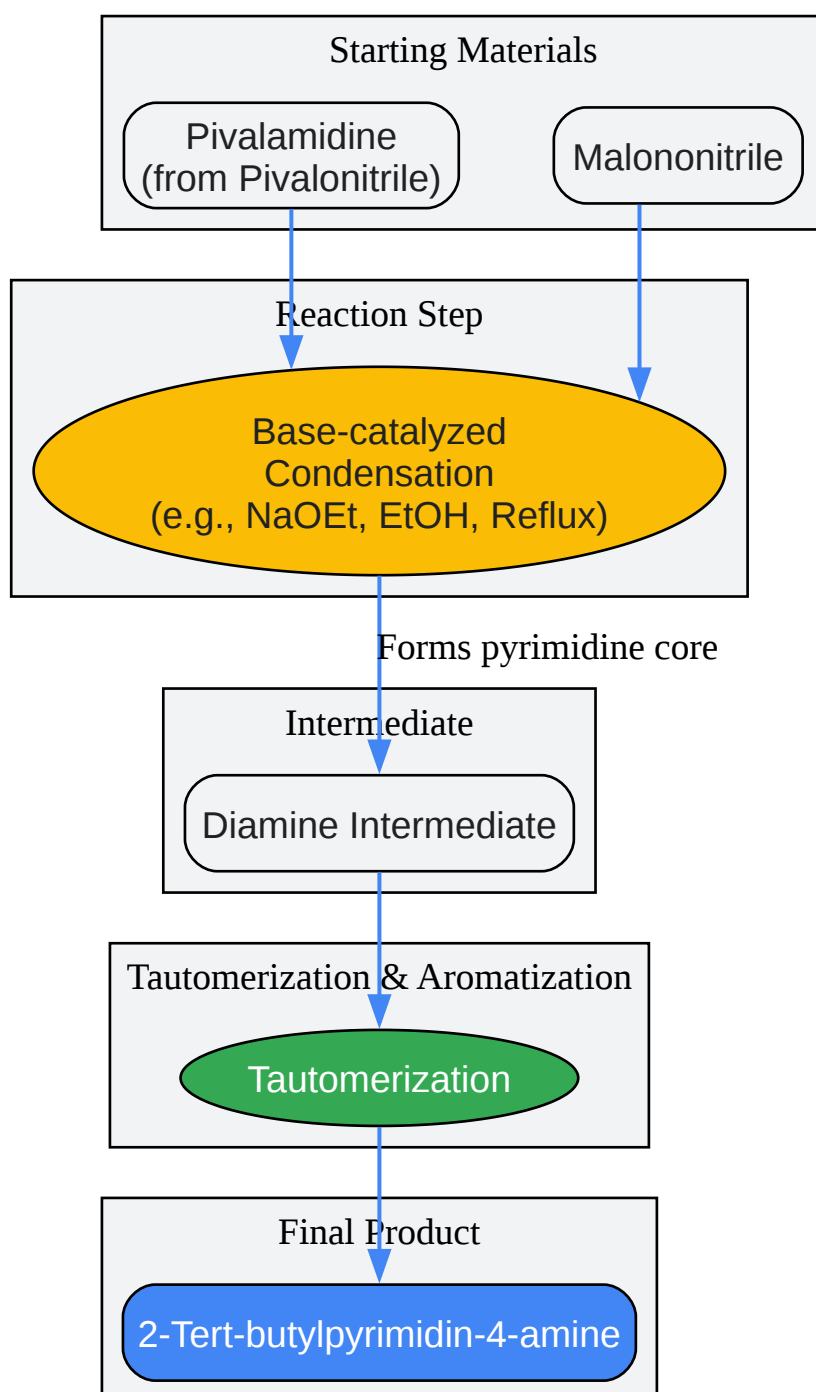 Starting Materials
Pivalamidine
(from Pivalonitrile)
Malononitrile
Reaction Step
Base-catalyzed
Condensation
(e.g., NaOEt, EtOH, Reflux)
Forms pyrimidine core
Intermediate
Diamine Intermediate
Tautomerization & Aromatization
Tautomerization
Final Product
2-Tert-butylpyrimidin-4-amine